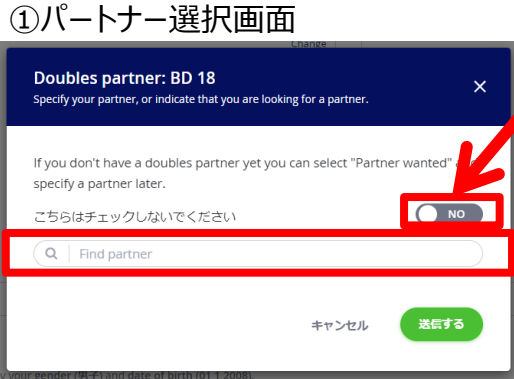 ①パートナー選択画面
Change
Doubles partner: BD 18
Specify your partner, or indicate that you are looking for a partner.
If you don't have a doubles partner yet you can select "Partner wanted"
specify a partner later.
こちらはチェックしないでください
NO
Find partner
キャンセル
送信する
your gender (男子) and date of birth (01 1 2008).